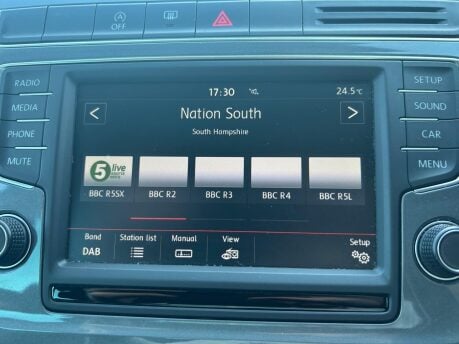 A
OFF
RADIO
MEDIA
PHONE
MUTE
SETUP
SOUND
CAR
MENU
17:30 24.5°C
< Nation South >
South Hampshire
5 live
BBC R5SX BBC R2 BBC R3 BBC R4 BBC R5L
Band Station list Manual View Setup
DAB